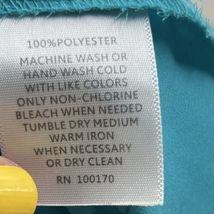 100%POLYESTER
MACHINE WASH OR
HAND WASH COLD
WITH LIKE COLORS
ONLY NON-CHLORINE
BLEACH WHEN NEEDED
TUMBLE DRY MEDIUM
WARM IRON
WHEN NECESSARY
OR DRY CLEAN
RN 100170